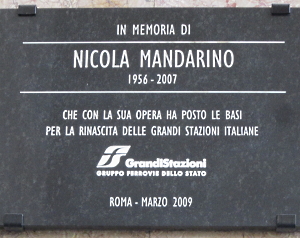 IN MEMORIA DI
NICOLA MANDARINO
1956 - 2007
CHE CON LA SUA OPERA HA POSTO LE BASI
PER LA RINASCITA DELLE GRANDI STAZIONI ITALIANE
GrandiStazioni
GRUPPO FERROVIE DELLO STATO
ROMA - MARZO 2009